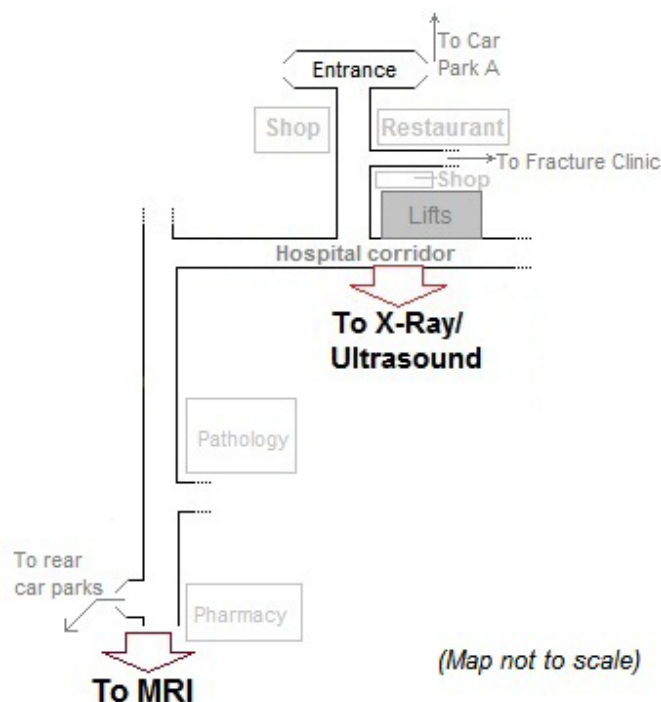 To Car
Park A
Entrance
Shop
Restaurant
To Fracture Clinic
Shop
Lifts
Hospital corridor
To X-Ray/
Ultrasound
Pathology
To rear
car parks
Pharmacy
(Map not to scale)
To MRI